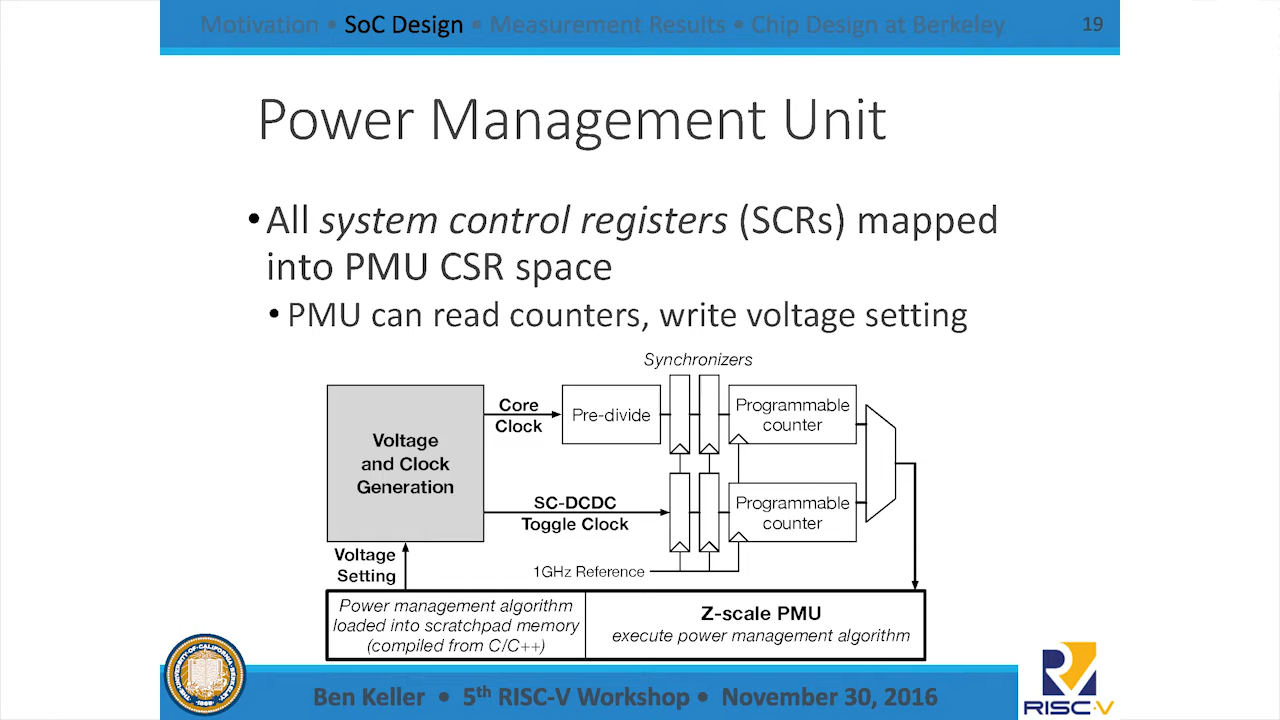 Motivation • SoC Design • Measurement Results • Chip Design at Berkeley
19
Power Management Unit
• All system control registers (SCRs) mapped
into PMU CSR space
• PMU can read counters, write voltage setting
Synchronizers
Voltage
and Clock
Generation
Core
Clock
Pre-divide
Programmable
counter
SC-DCDC
Toggle Clock
Programmable
counter
Voltage
Setting
1GHz Reference
Power management algorithm
loaded into scratchpad memory
(compiled from C/C++)
Z-scale PMU
execute power management algorithm
Ben Keller • 5th RISC-V Workshop • November 30, 2016
RISC-V